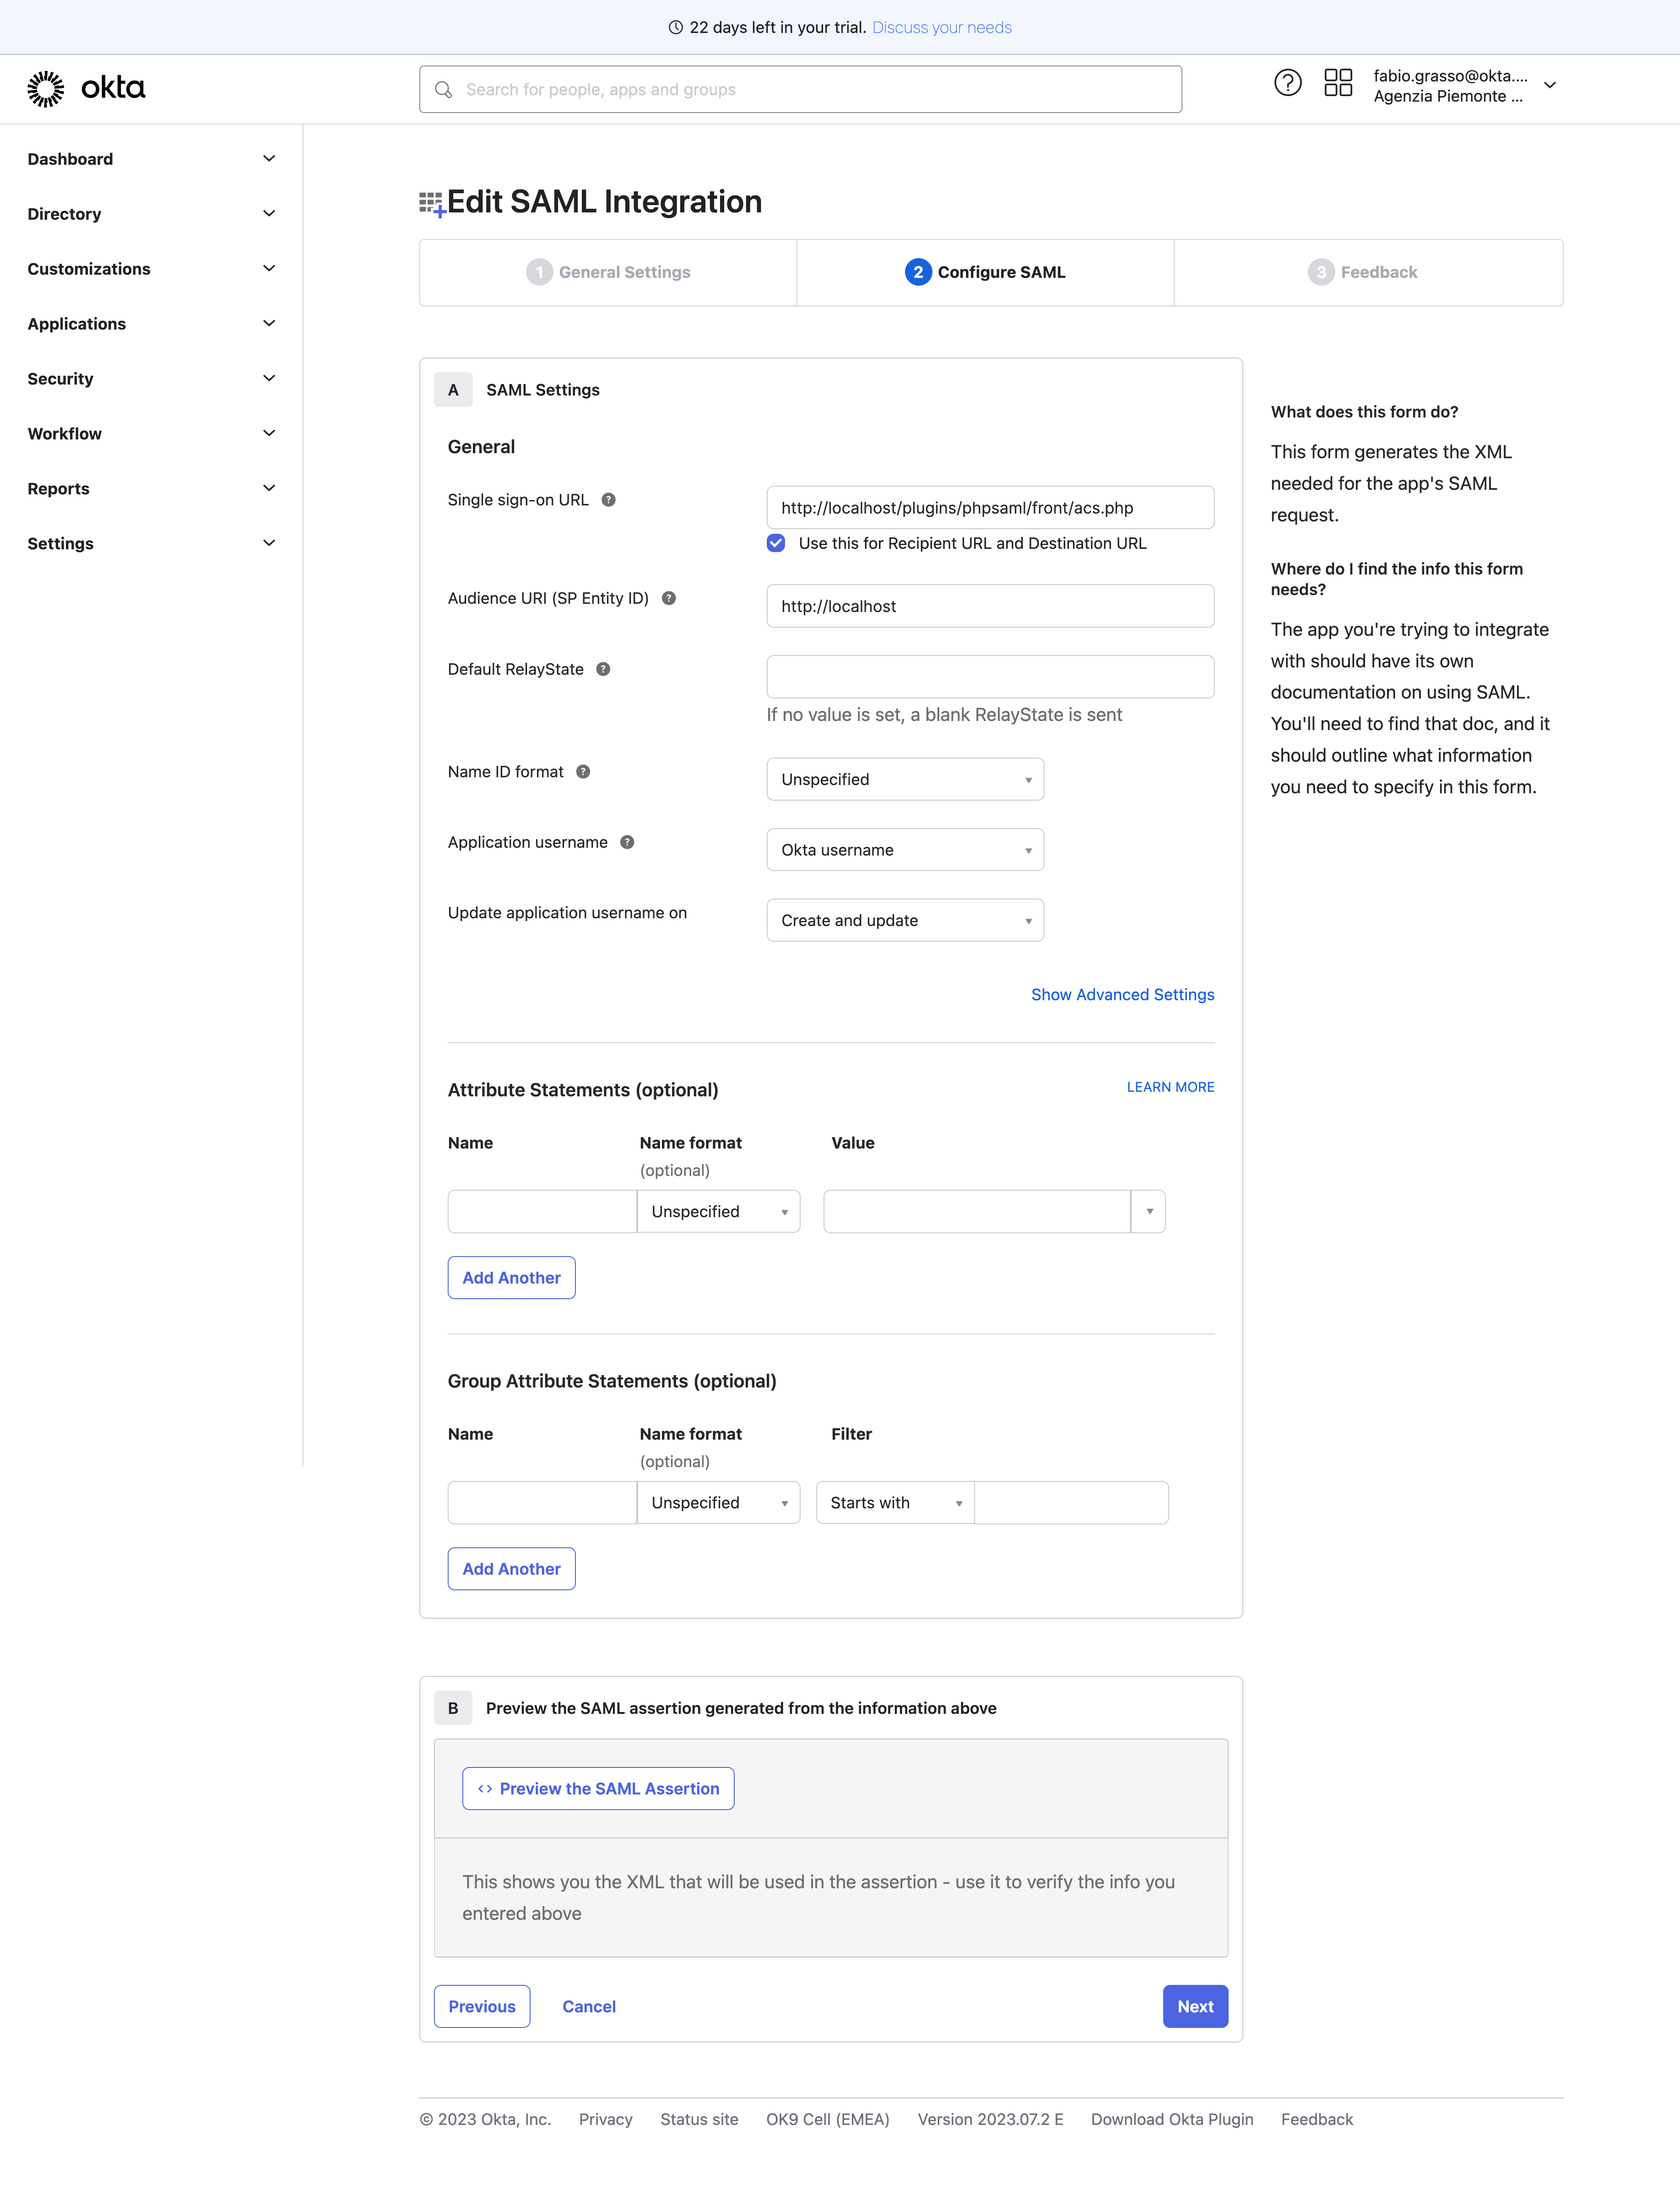 22 days left in your trial. Discuss your needs
okta
Search for people, apps and groups
fabio.grasso@okta....
Agenzia Piemonte ...
Dashboard
Directory
Customizations
Applications
Security
Workflow
Reports
Settings
Edit SAML Integration
1 General Settings
2 Configure SAML
3 Feedback
A SAML Settings
General
Single sign-on URL ?
http://localhost/plugins/phpsaml/front/acs.php
Use this for Recipient URL and Destination URL
Audience URI (SP Entity ID) ?
http://localhost
Default RelayState ?
If no value is set, a blank RelayState is sent
Name ID format ?
Unspecified
Application username ?
Okta username
Update application username on
Create and update
Show Advanced Settings
Attribute Statements (optional)
LEARN MORE
Name Name format Value
(optional)
Unspecified
Add Another
Group Attribute Statements (optional)
Name Name format Filter
(optional)
Unspecified Starts with
Add Another
What does this form do?
This form generates the XML
needed for the app's SAML
request.
Where do I find the info this form
needs?
The app you're trying to integrate
with should have its own
documentation on using SAML.
You'll need to find that doc, and it
should outline what information
you need to specify in this form.
B Preview the SAML assertion generated from the information above
<> Preview the SAML Assertion
This shows you the XML that will be used in the assertion - use it to verify the info you
entered above
Previous Cancel Next
© 2023 Okta, Inc. Privacy Status site OK9 Cell (EMEA) Version 2023.07.2 E Download Okta Plugin Feedback